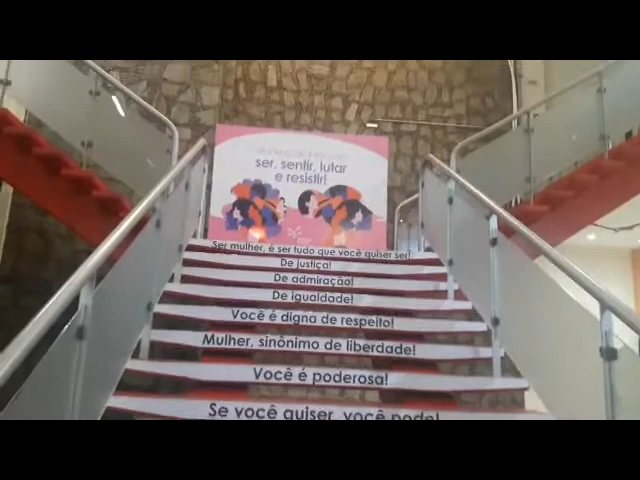 ser, sentir, lutar
e resistir!
Ser mulher, é ser tudo que você quiser ser!
De justiça!
De admiração!
De igualdade!
Você é digna de respeito!
Mulher, sinônimo de liberdade!
Você é poderosa!
Se você quiser, você pode!